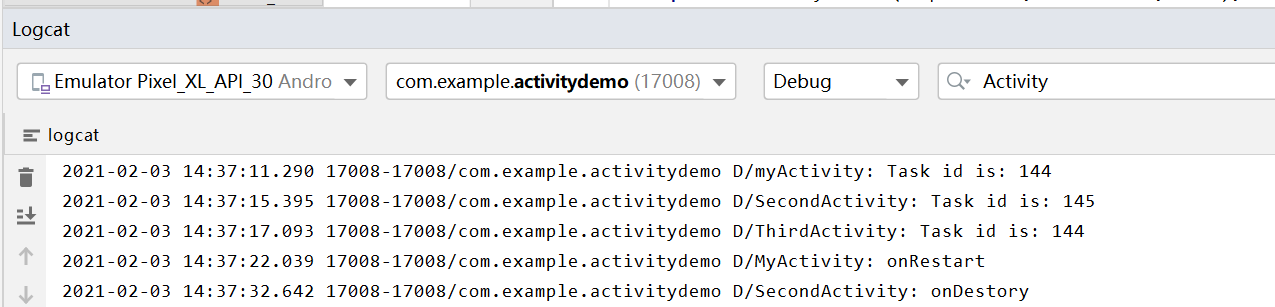 Logcat
Emulator Pixel_XL_API_30 Andro com.example.activitydemo (17008) Debug Activity
logcat
2021-02-03 14:37:11.290 17008-17008/com.example.activitydemo D/myActivity: Task id is: 144
2021-02-03 14:37:15.395 17008-17008/com.example.activitydemo D/SecondActivity: Task id is: 145
2021-02-03 14:37:17.093 17008-17008/com.example.activitydemo D/ThirdActivity: Task id is: 144
2021-02-03 14:37:22.039 17008-17008/com.example.activitydemo D/MyActivity: onRestart
2021-02-03 14:37:32.642 17008-17008/com.example.activitydemo D/SecondActivity: onDestory